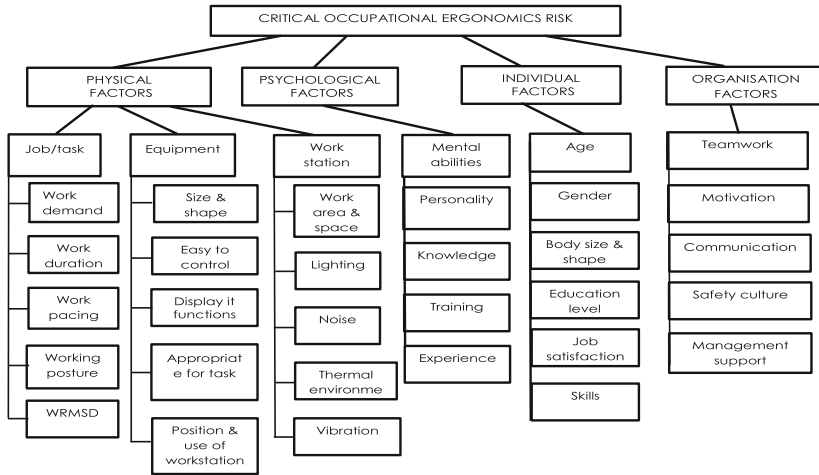 CRITICAL OCCUPATIONAL ERGONOMICS RISK
PHYSICAL
FACTORS
PSYCHOLOGICAL
FACTORS
INDIVIDUAL
FACTORS
ORGANISATION
FACTORS
Job/task
Work
demand
Work
duration
Work
pacing
Working
posture
WRMSD
Equipment
Size &
shape
Easy to
control
Display it
functions
Appropriat
e for task
Position &
use of
workstation
Work
station
Work
area &
space
Lighting
Noise
Thermal
environme
Vibration
Mental
abilities
Personality
Knowledge
Training
Experience
Age
Gender
Body size &
shape
Education
level
Job
satisfaction
Skills
Teamwork
Motivation
Communication
Safety culture
Management
support